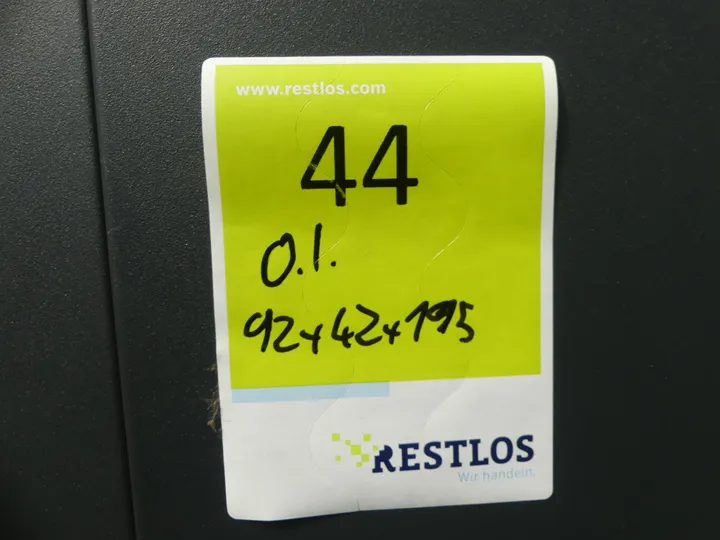 www.restlos.com
44
O.I.
92x42x195
RESTLOS
Wir handeln.